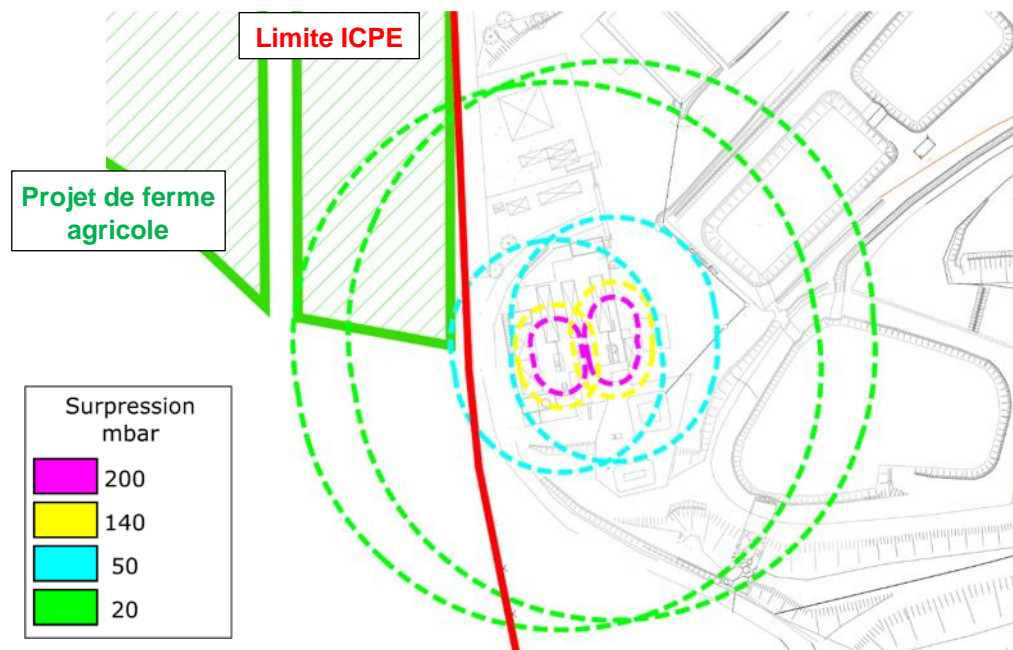 Limite ICPE
Projet de ferme
agricole
Surpression
mbar
200
140
50
20